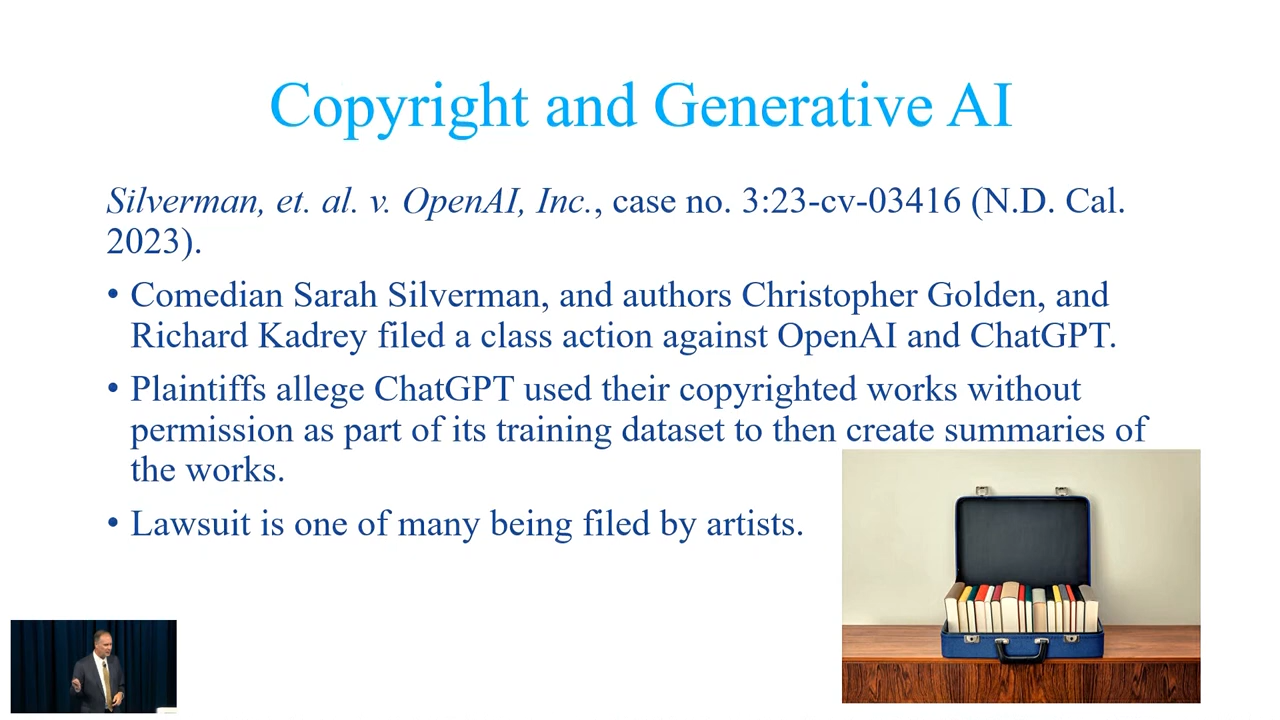 Copyright and Generative AI
Silverman, et. al. v. OpenAI, Inc., case no. 3:23-cv-03416 (N.D. Cal.
2023).
• Comedian Sarah Silverman, and authors Christopher Golden, and
Richard Kadrey filed a class action against OpenAI and ChatGPT.
• Plaintiffs allege ChatGPT used their copyrighted works without
permission as part of its training dataset to then create summaries of
the works.
• Lawsuit is one of many being filed by artists.